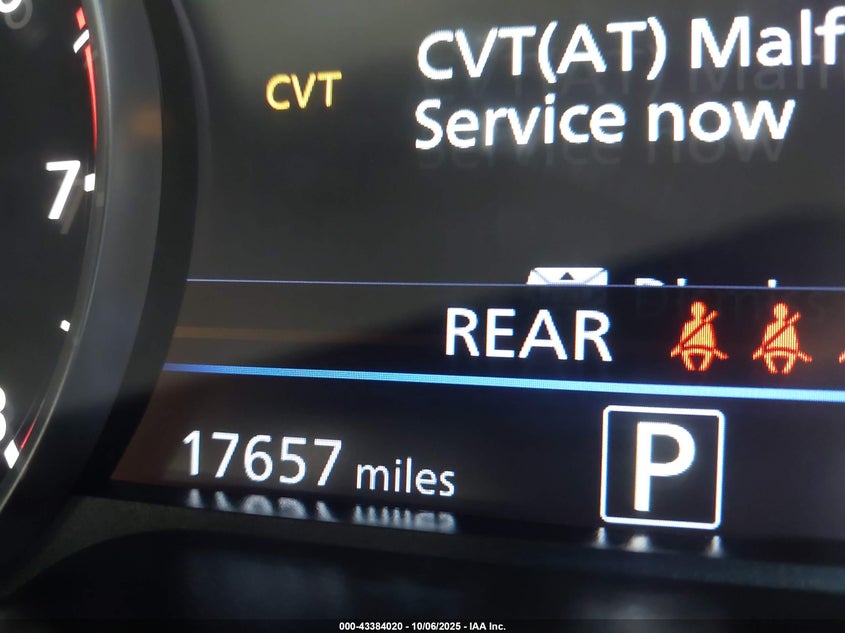 CVT(AT) Malf
CVT
Service now
7
REAR
17657 miles
P
000-43384020 - 10/06/2025 - IAA Inc.